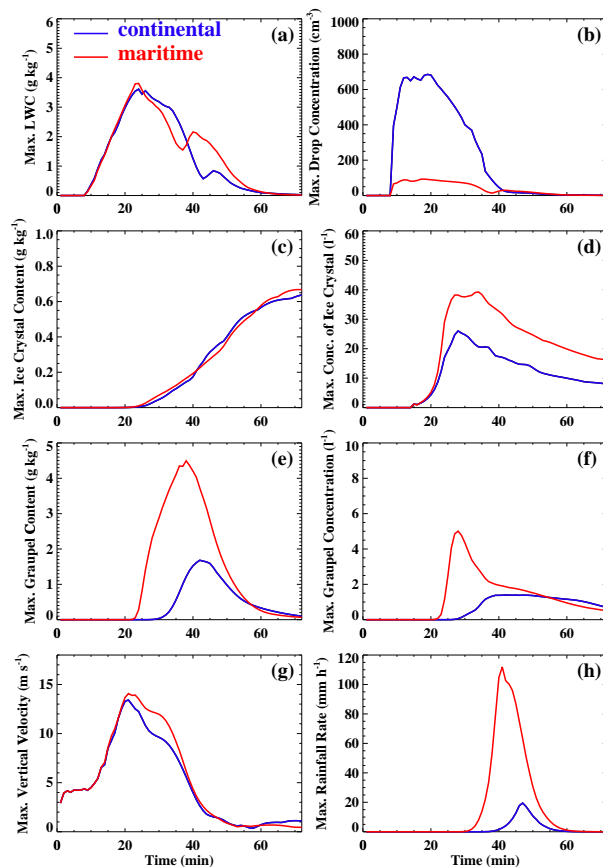 continental
maritime
(a)
Max. LWC (g kg⁻¹)
6
5
4
3
2
1
0
0 20 40 60
(b)
Max. Drop Concentration (cm⁻³)
1000
800
600
400
200
0
0 20 40 60
(c)
Max. Ice Crystal Content (g kg⁻¹)
1.0
0.8
0.6
0.4
0.2
0.0
0 20 40 60
(d)
Max. Conc. of Ice Crystal (l⁻¹)
60
50
40
30
20
10
0
0 20 40 60
(e)
Max. Graupel Content (g kg⁻¹)
5
4
3
2
1
0
0 20 40 60
(f)
Max. Graupel Concentration (l⁻¹)
8
6
4
2
0
0 20 40 60
(g)
Max. Vertical Velocity (m s⁻¹)
15
10
5
0
0 20 40 60
Time (min)
(h)
Max. Rainfall Rate (mm h⁻¹)
120
100
80
60
40
20
0
0 20 40 60
Time (min)